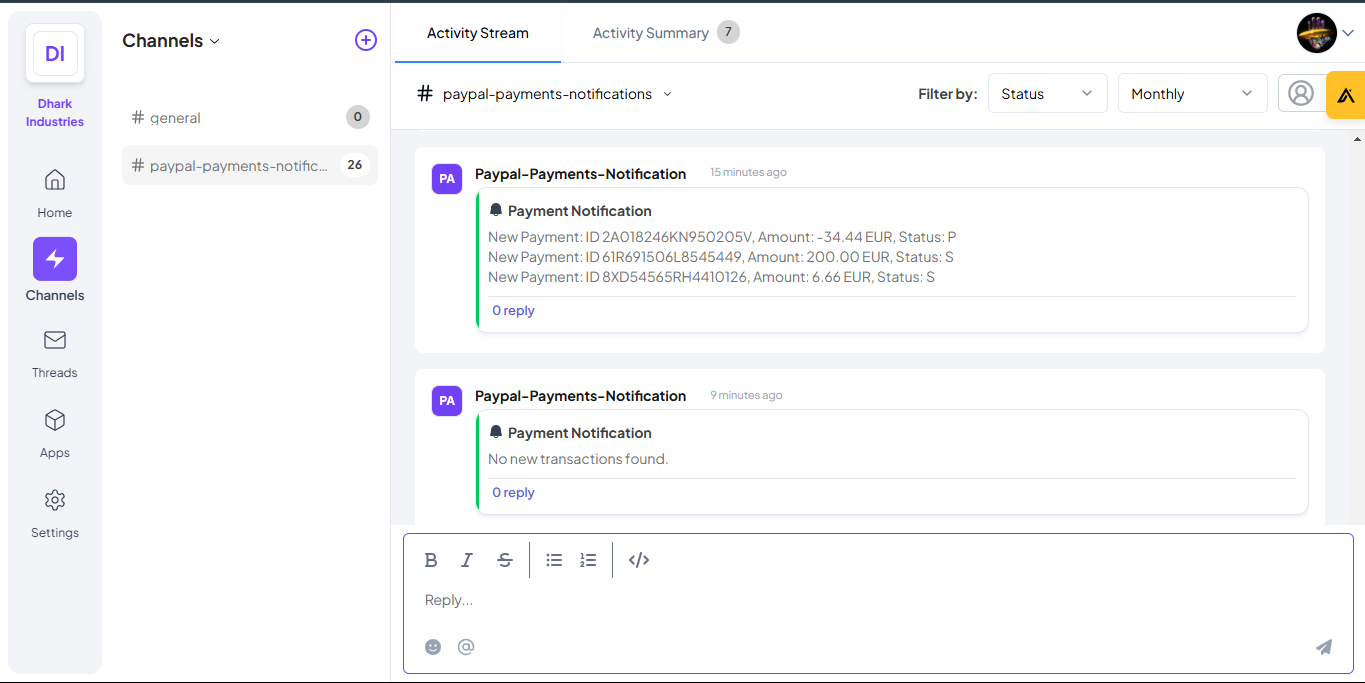 DI
Dhark
Industries
Home
Channels
Threads
Apps
Settings
Channels
# general 0
# paypal-payments-notific... 26
Activity Stream
Activity Summary 7
# paypal-payments-notifications
Filter by:
Status
Monthly
PA
Paypal-Payments-Notification 15 minutes ago
Payment Notification
New Payment: ID 2A018246KN950205V, Amount: -34.44 EUR, Status: P
New Payment: ID 61R691506L8545449, Amount: 200.00 EUR, Status: S
New Payment: ID 8XD54565RH4410126, Amount: 6.66 EUR, Status: S
0 reply
PA
Paypal-Payments-Notification 9 minutes ago
Payment Notification
No new transactions found.
0 reply
B I S </>
Reply...
@